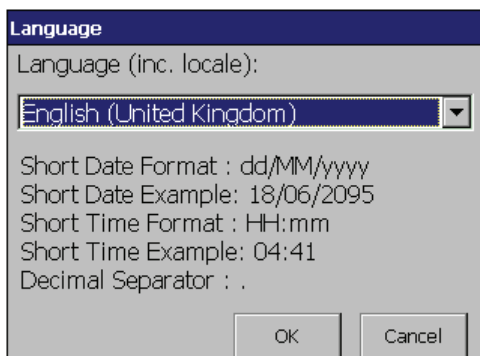 Language
Language (inc. locale):
English (United Kingdom)
Short Date Format : dd/MM/yyyy
Short Date Example: 18/06/2095
Short Time Format : HH:mm
Short Time Example: 04:41
Decimal Separator : .
OK Cancel